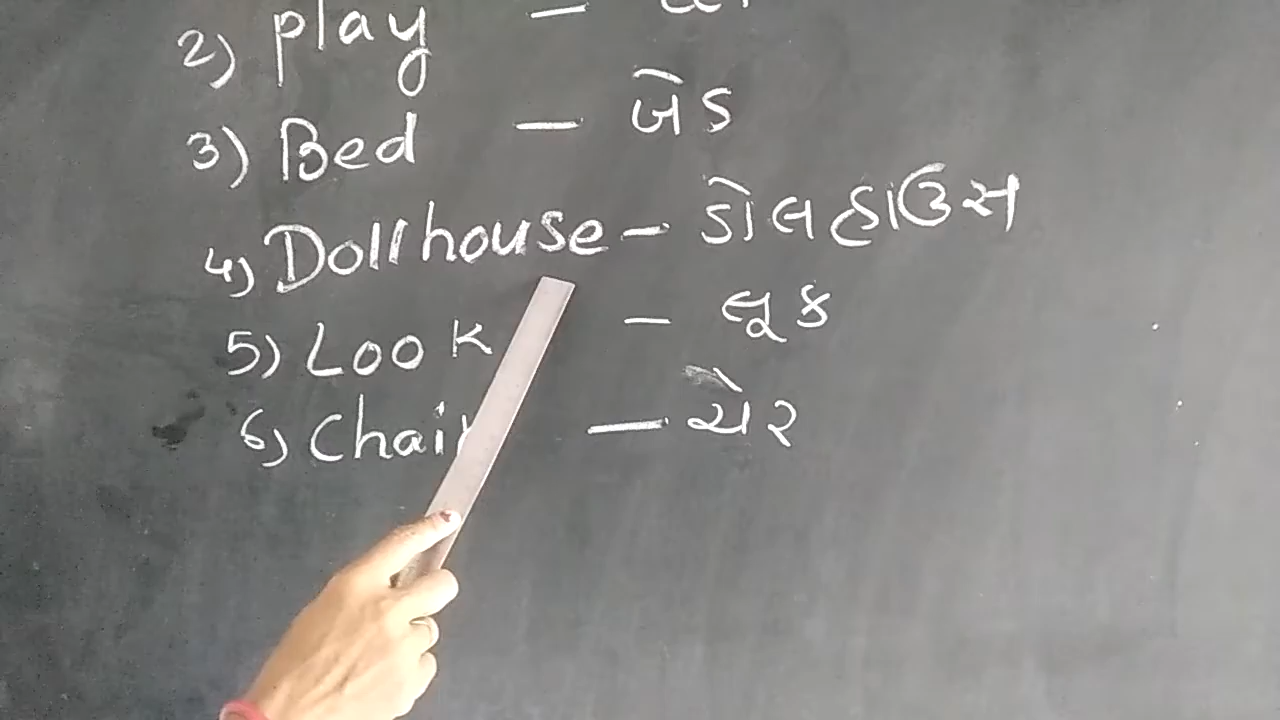 2) Play –
3) Bed – બેડ
4) Dollhouse – ડોલહાઉસ
5) Look – લૂક
6) Chair – ચેર